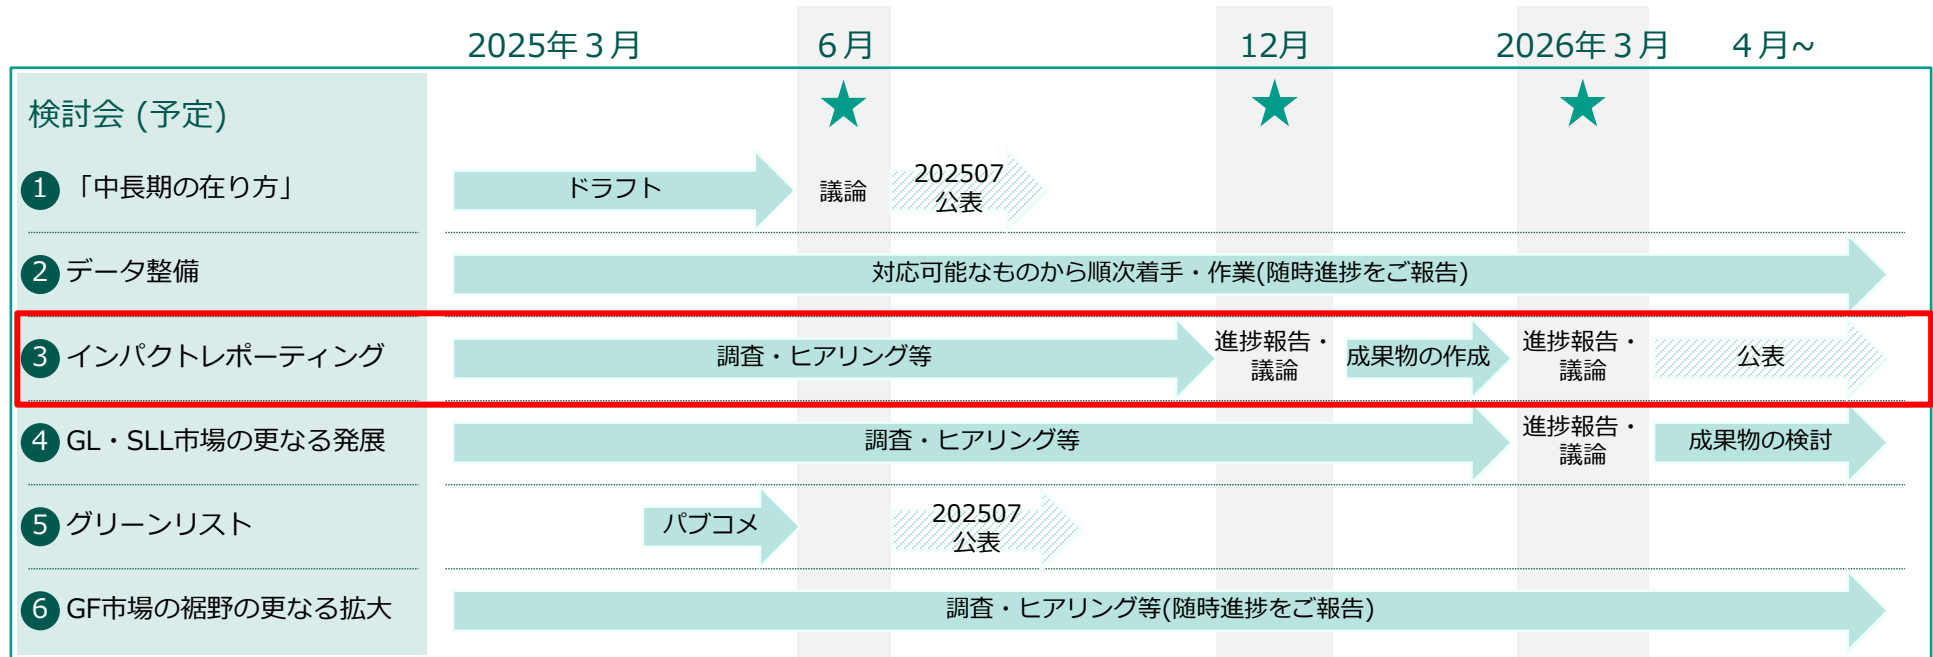 2025年３月 ６月 12月 2026年３月 ４月~
検討会 (予定) ★ ★ ★
1 「中長期の在り方」 ドラフト 議論 202507
公表
2 データ整備 対応可能なものから順次着手・作業(随時進捗をご報告)
3 インパクトレポーティング 調査・ヒアリング等 進捗報告・
議論 成果物の作成 進捗報告・
議論 公表
4 GL・SLL市場の更なる発展 調査・ヒアリング等 進捗報告・
議論 成果物の検討
5 グリーンリスト パブコメ 202507
公表
6 GF市場の裾野の更なる拡大 調査・ヒアリング等(随時進捗をご報告)